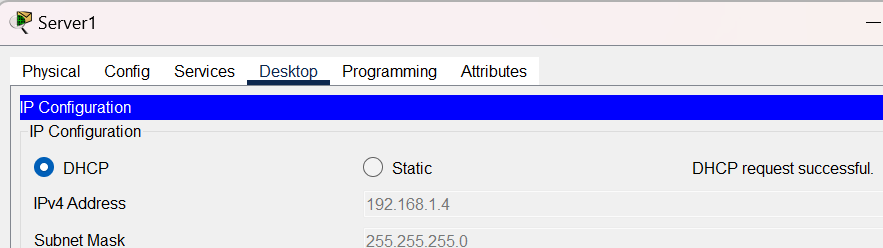 Server1
Physical Config Services Desktop Programming Attributes
IP Configuration
IP Configuration
DHCP Static DHCP request successful.
IPv4 Address 192.168.1.4
Subnet Mask 255.255.255.0